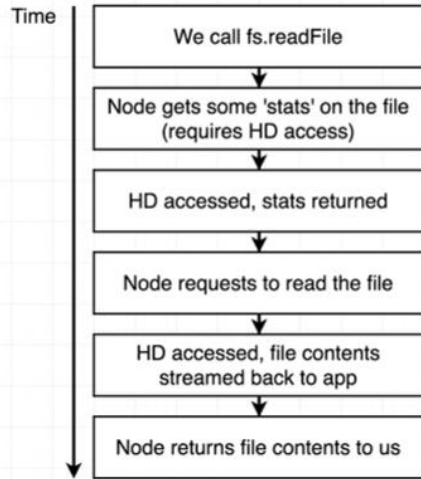 Time
We call fs.readFile
Node gets some 'stats' on the file
(requires HD access)
HD accessed, stats returned
Node requests to read the file
HD accessed, file contents
streamed back to app
Node returns file contents to us